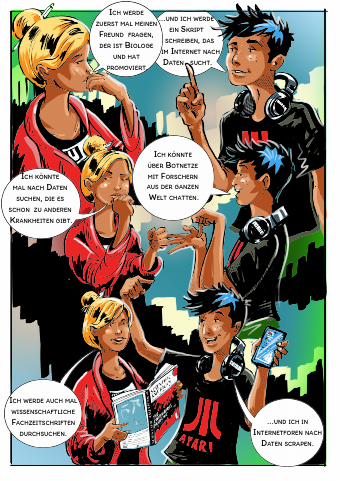 Ich werde
zuerst mal meinen
Freund fragen,
der ist Biologe
und hat
promoviert,
...und ich werde
ein Skript
schreiben, das
im Internet nach
Daten sucht.
Ich könnte
mal nach Daten
suchen, die es
schon zu anderen
Krankheiten gibt.
Ich könnte
über Botnetze
mit Forschern
aus der ganzen
Welt chatten.
Ich werde auch mal
wissenschaftliche
Fachzeitschriften
durchsuchen.
ATARI
...und ich in
Internetforen nach
Daten scrapen.